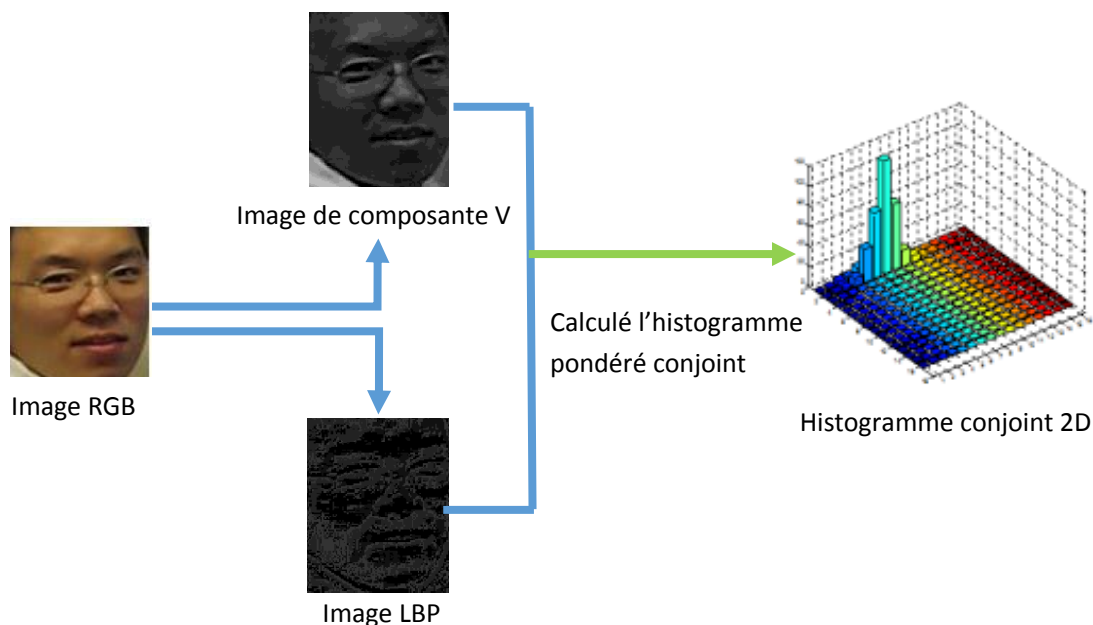 Image de composante V
Image RGB
Calculé l’histogramme
pondéré conjoint
Histogramme conjoint 2D
Image LBP